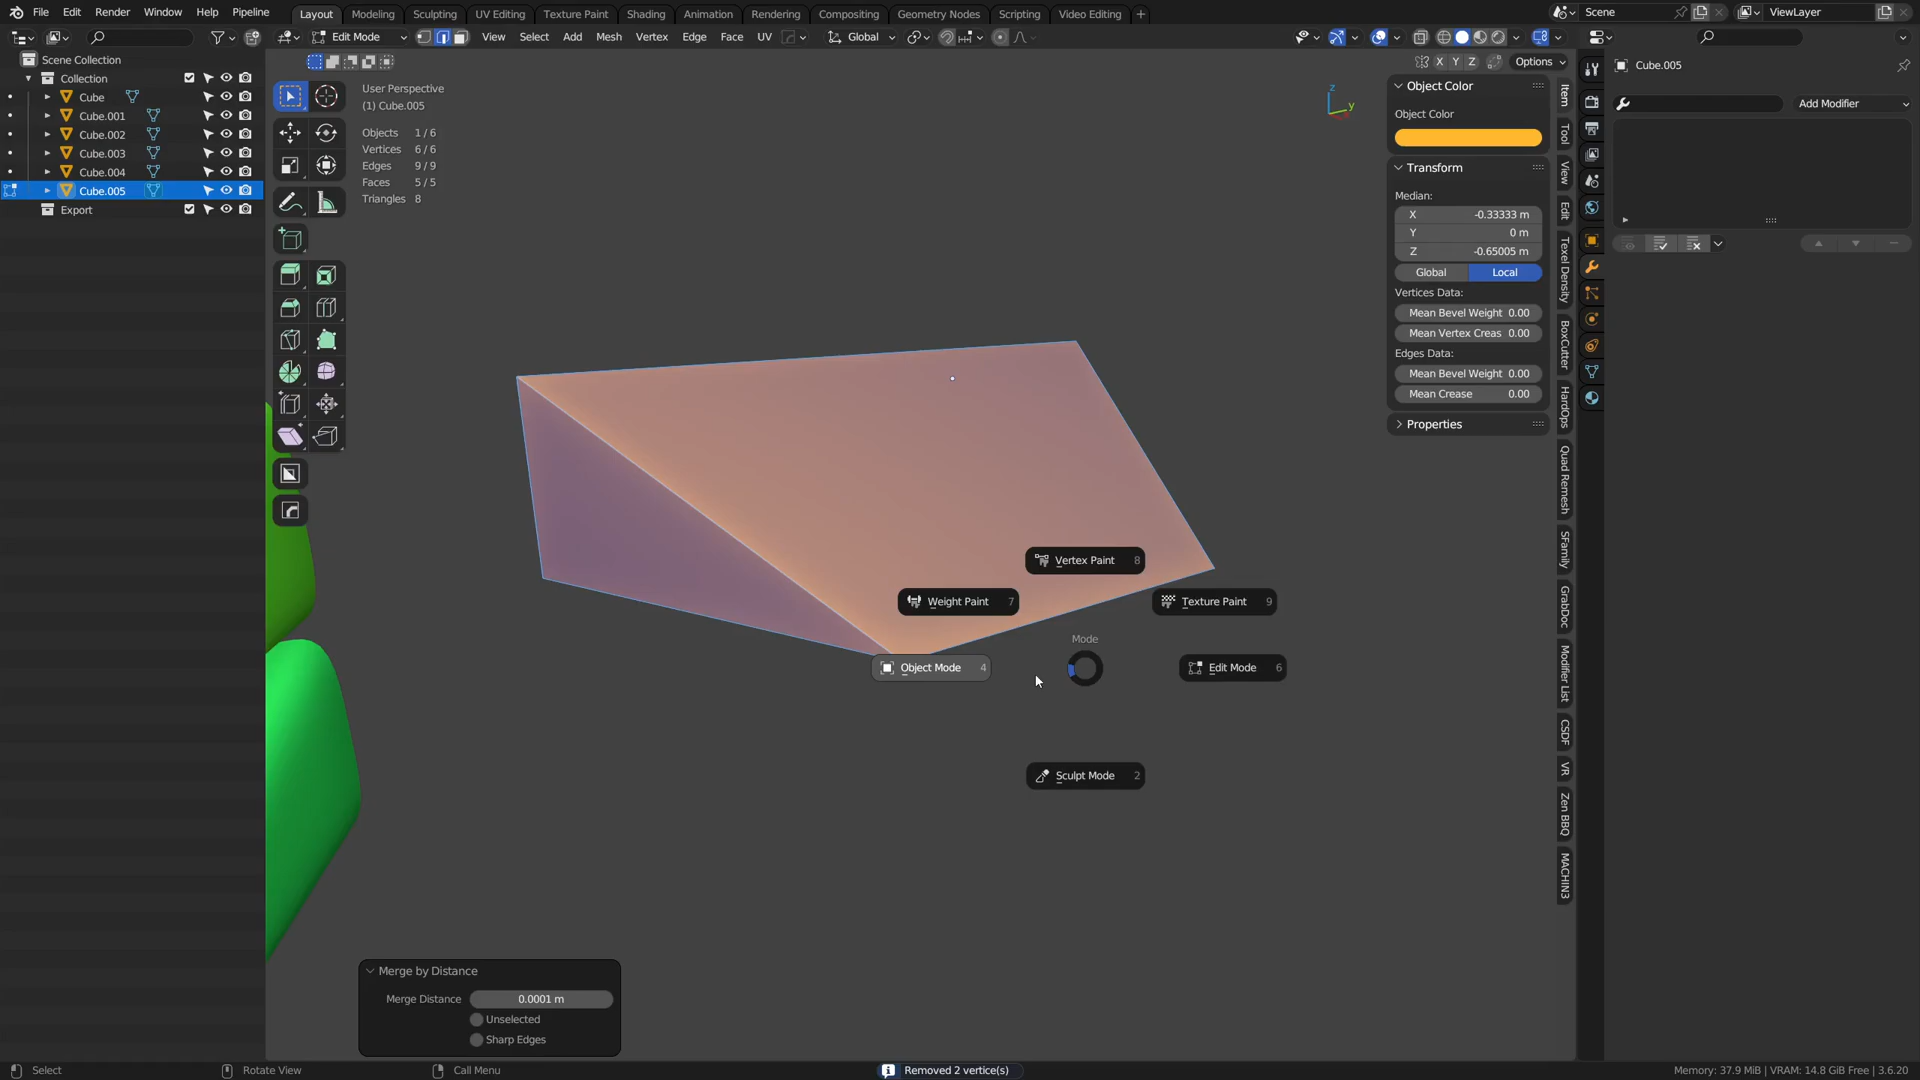 File Edit Render Window Help Pipeline Layout Modeling Sculpting UV Editing Texture Paint Shading Animation Rendering Compositing Geometry Nodes Scripting Video Editing + Scene ViewLayer
Edit Mode View Select Add Mesh Vertex Edge Face UV Global
X Y Z Options
Scene Collection
Collection
Cube
Cube.001
Cube.002
Cube.003
Cube.004
Cube.005
Export
User Perspective
(1) Cube.005
Objects 1/6
Vertices 6/6
Edges 9/9
Faces 5/5
Triangles 8
z
y
Object Color
Object Color
Transform
Median:
X -0.33333 m
Y 0 m
Z -0.65005 m
Global Local
Vertices Data:
Mean Bevel Weight 0.00
Mean Vertex Creas 0.00
Edges Data:
Mean Bevel Weight 0.00
Mean Crease 0.00
Properties
Item
Tool
View
Edit
Texel Density
BoxCutter
HardOps
Quad Remesh
SFamily
GrabDoc
Modifier List
CSDF
VR
Zen BBQ
MACHIN3
Cube.005
Add Modifier
Vertex Paint 8
Weight Paint 7
Texture Paint 9
Mode
Object Mode 4
Edit Mode 6
Sculpt Mode 2
Merge by Distance
Merge Distance 0.0001 m
Unselected
Sharp Edges
Select Rotate View Call Menu Removed 2 vertice(s) Memory: 37.9 MiB | VRAM: 14.8 GiB Free | 3.6.20